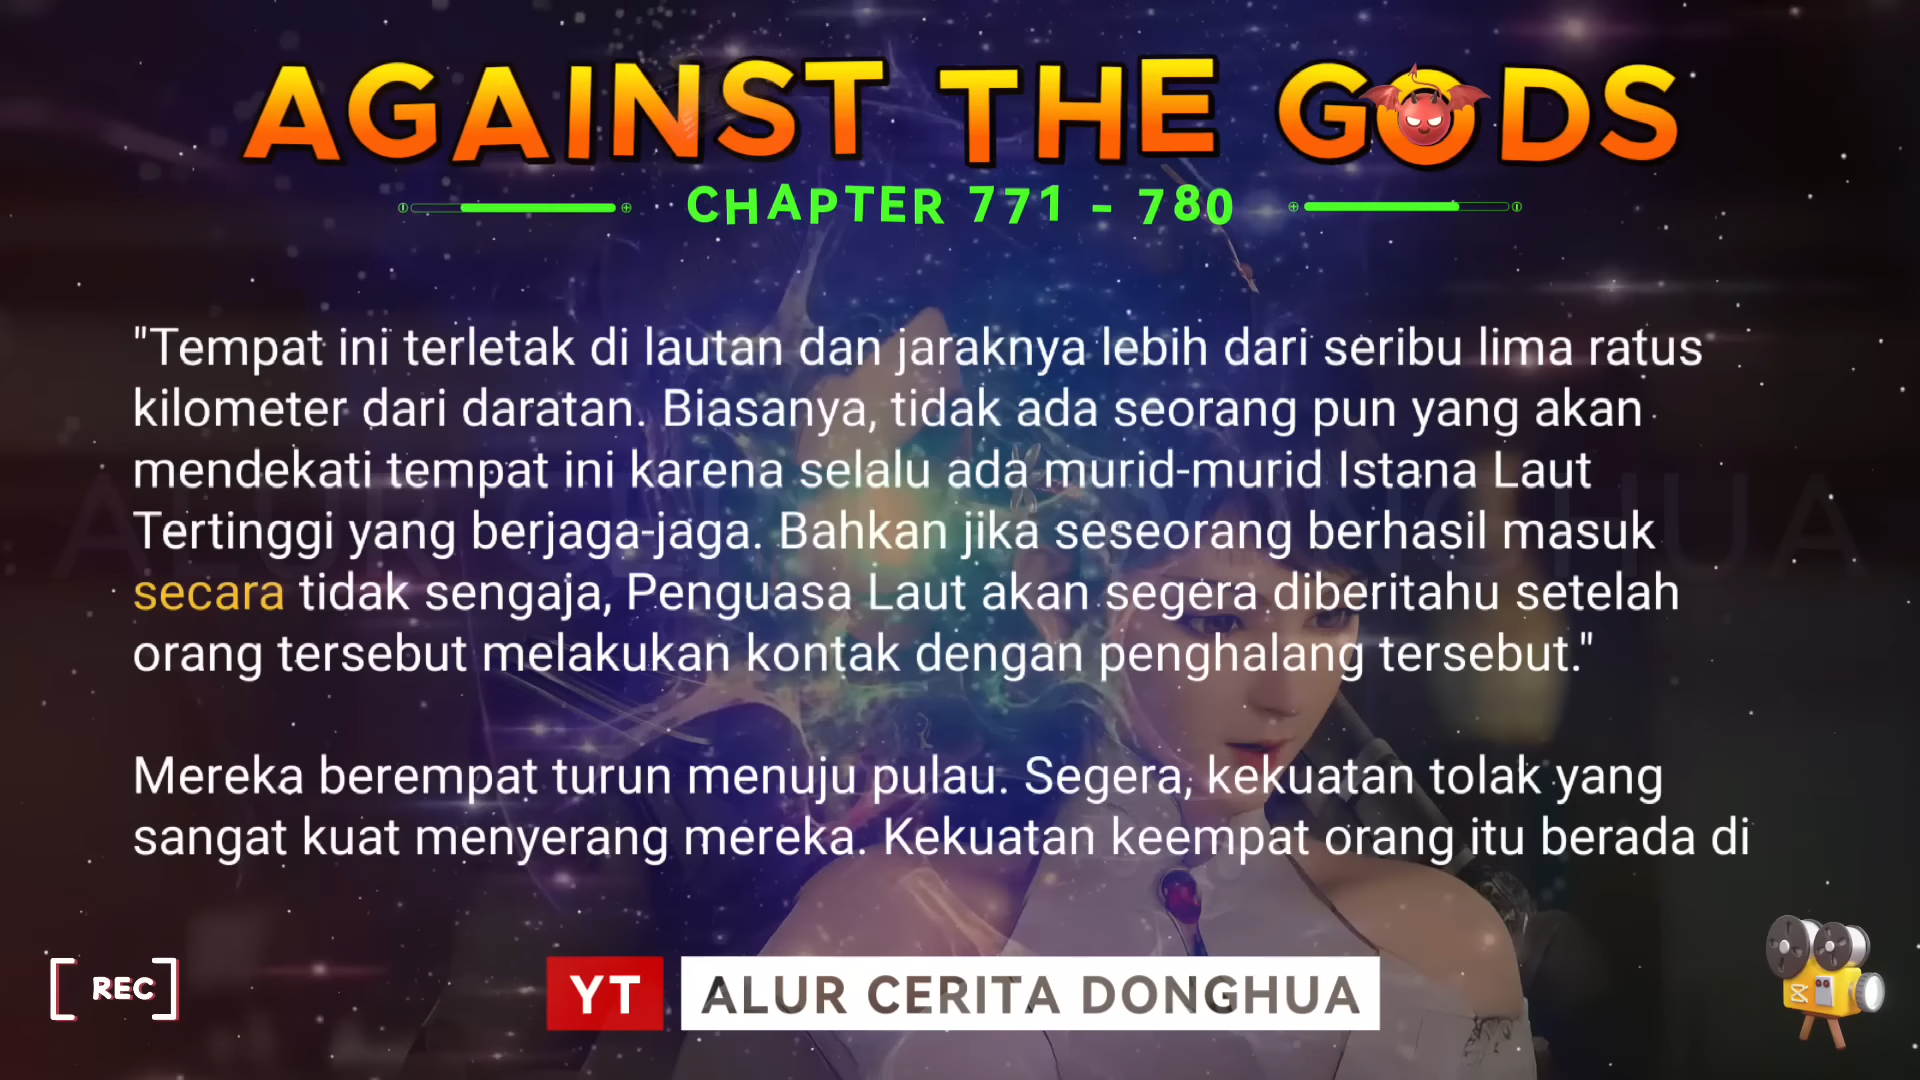 AGAINST THE GODS
CHAPTER 771 - 780
"Tempat ini terletak di lautan dan jaraknya lebih dari seribu lima ratus
kilometer dari daratan. Biasanya, tidak ada seorang pun yang akan
mendekati tempat ini karena selalu ada murid-murid Istana Laut
Tertinggi yang berjaga-jaga. Bahkan jika seseorang berhasil masuk
secara tidak sengaja, Penguasa Laut akan segera diberitahu setelah
orang tersebut melakukan kontak dengan penghalang tersebut."
Mereka berempat turun menuju pulau. Segera, kekuatan tolak yang
sangat kuat menyerang mereka. Kekuatan keempat orang itu berada di
REC
YT ALUR CERITA DONGHUA